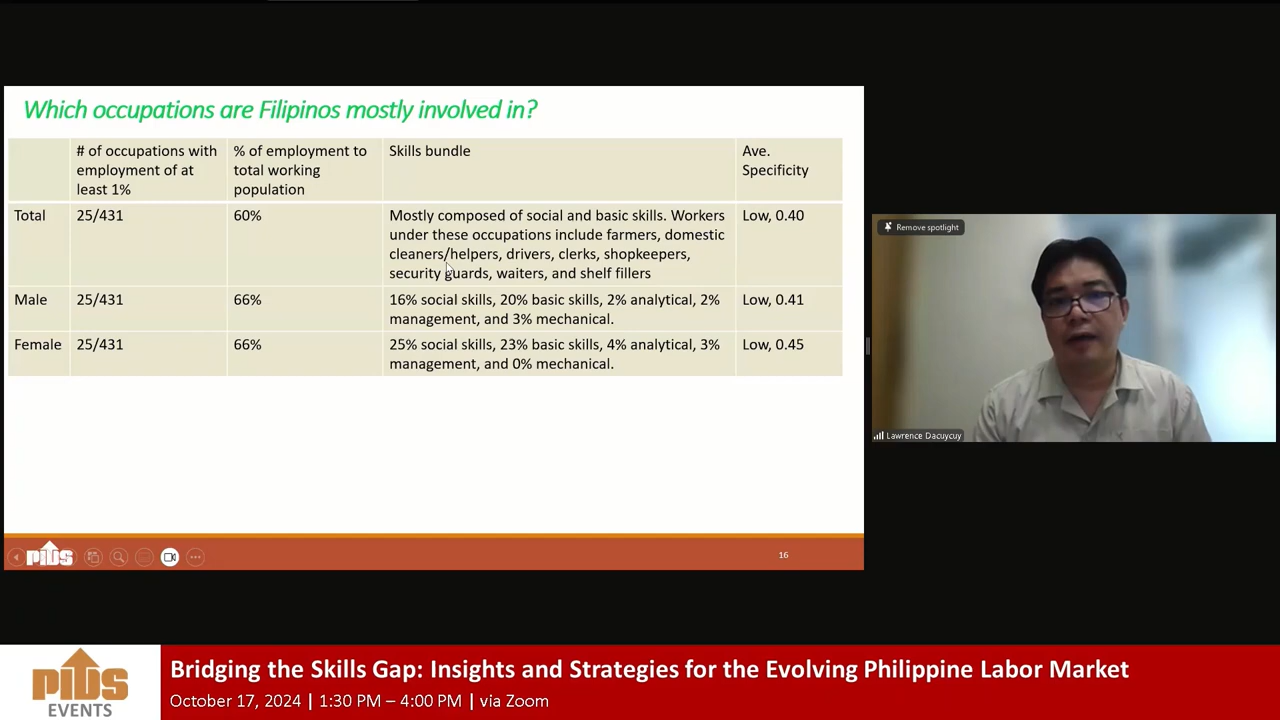 Which occupations are Filipinos mostly involved in?
# of occupations with
employment of at
least 1%
% of employment to
total working
population
Skills bundle
Ave.
Specificity
Total
25/431
60%
Mostly composed of social and basic skills. Workers
under these occupations include farmers, domestic
cleaners/helpers, drivers, clerks, shopkeepers,
security guards, waiters, and shelf fillers
Low, 0.40
Male
25/431
66%
16% social skills, 20% basic skills, 2% analytical, 2%
management, and 3% mechanical.
Low, 0.41
Female
25/431
66%
25% social skills, 23% basic skills, 4% analytical, 3%
management, and 0% mechanical.
Low, 0.45
PIDS
16
Remove spotlight
Lawrence Dacuycuy
PIDS
EVENTS
Bridging the Skills Gap: Insights and Strategies for the Evolving Philippine Labor Market
October 17, 2024 | 1:30 PM – 4:00 PM | via Zoom